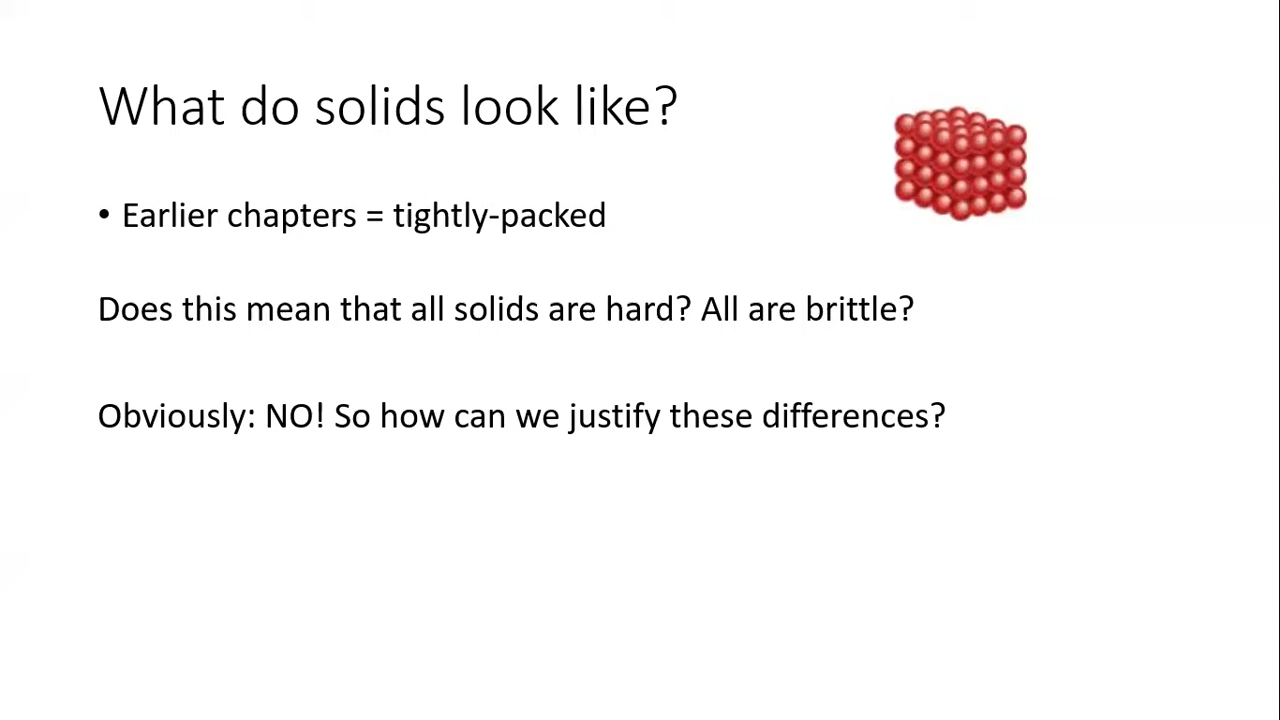 What do solids look like?
• Earlier chapters = tightly-packed
Does this mean that all solids are hard? All are brittle?
Obviously: NO! So how can we justify these differences?